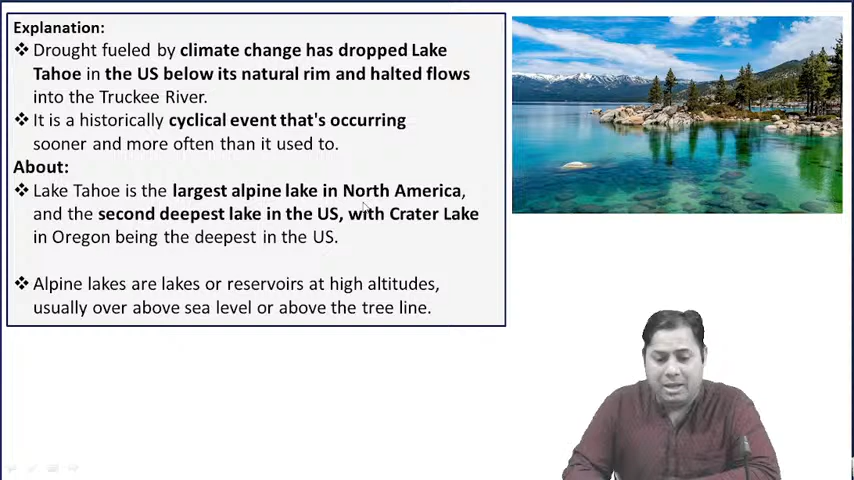 Explanation:
❖ Drought fueled by climate change has dropped Lake
Tahoe in the US below its natural rim and halted flows
into the Truckee River.
❖ It is a historically cyclical event that's occurring
sooner and more often than it used to.
About:
❖ Lake Tahoe is the largest alpine lake in North America,
and the second deepest lake in the US, with Crater Lake
in Oregon being the deepest in the US.
❖ Alpine lakes are lakes or reservoirs at high altitudes,
usually over above sea level or above the tree line.